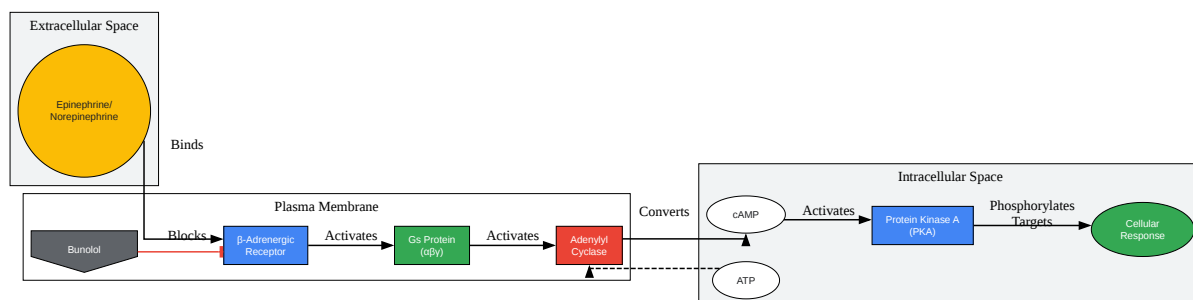 Extracellular Space
Epinephrine/
Norepinephrine
Binds
Plasma Membrane
Bunolol
Blocks
β-Adrenergic
Receptor
Activates
Gs Protein
(αβγ)
Activates
Adenylyl
Cyclase
Converts
Intracellular Space
cAMP
ATP
Activates
Protein Kinase A
(PKA)
Phosphorylates
Targets
Cellular
Response